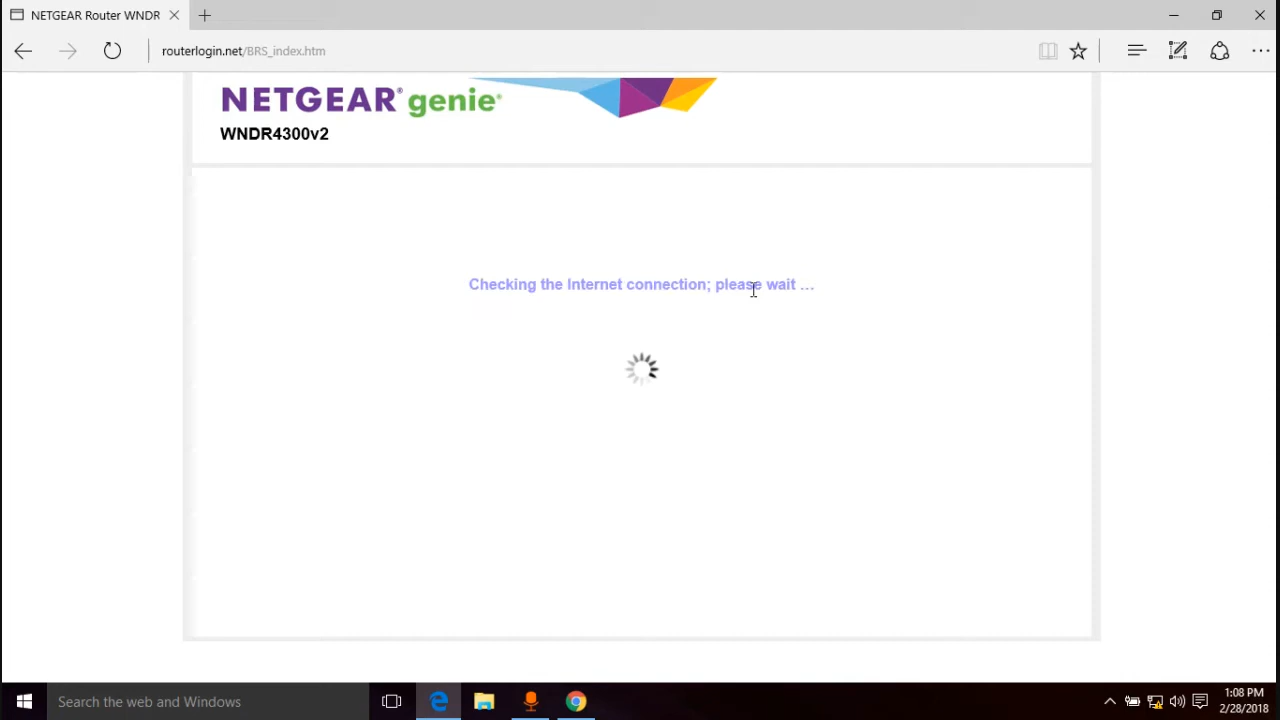 NETGEAR Router WNDR
routerlogin.net/BRS_index.htm
NETGEAR® genie®
WNDR4300v2
Checking the Internet connection; please wait ...
Search the web and Windows
1:08 PM
2/28/2018